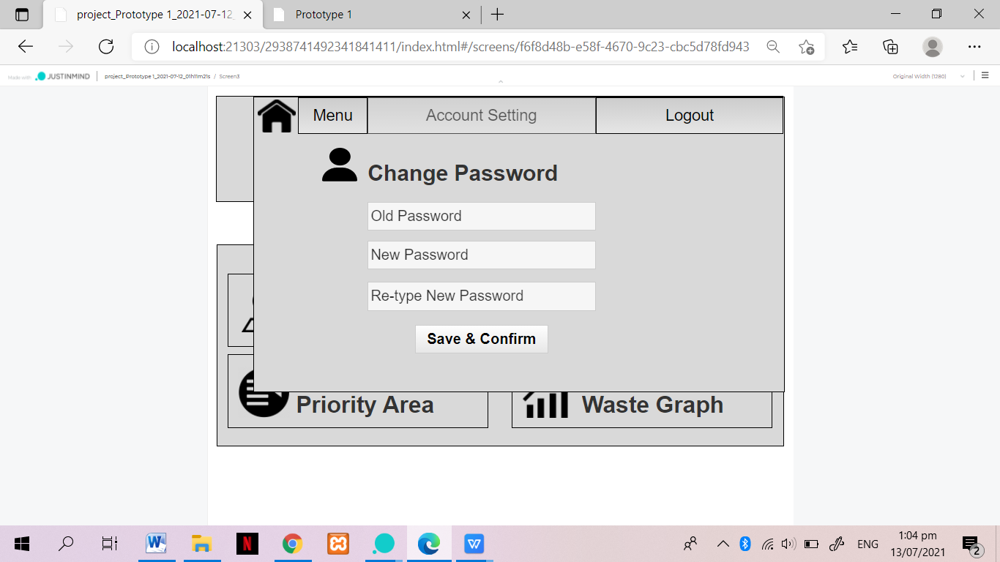 project_Prototype 1_2021-07-12_
Prototype 1
localhost:21303/2938741492341841411/index.html#/screens/f6f8d48b-e58f-4670-9c23-cbc5d78fd943
Made with JUSTINMIND project_Prototype 1_2021-07-12_01h11m21s / Screen3
Original Width (1280)
Menu
Account Setting
Logout
Change Password
Old Password
New Password
Re-type New Password
Save & Confirm
Priority Area
Waste Graph
W
N
W
ENG
1:04 pm
13/07/2021
2